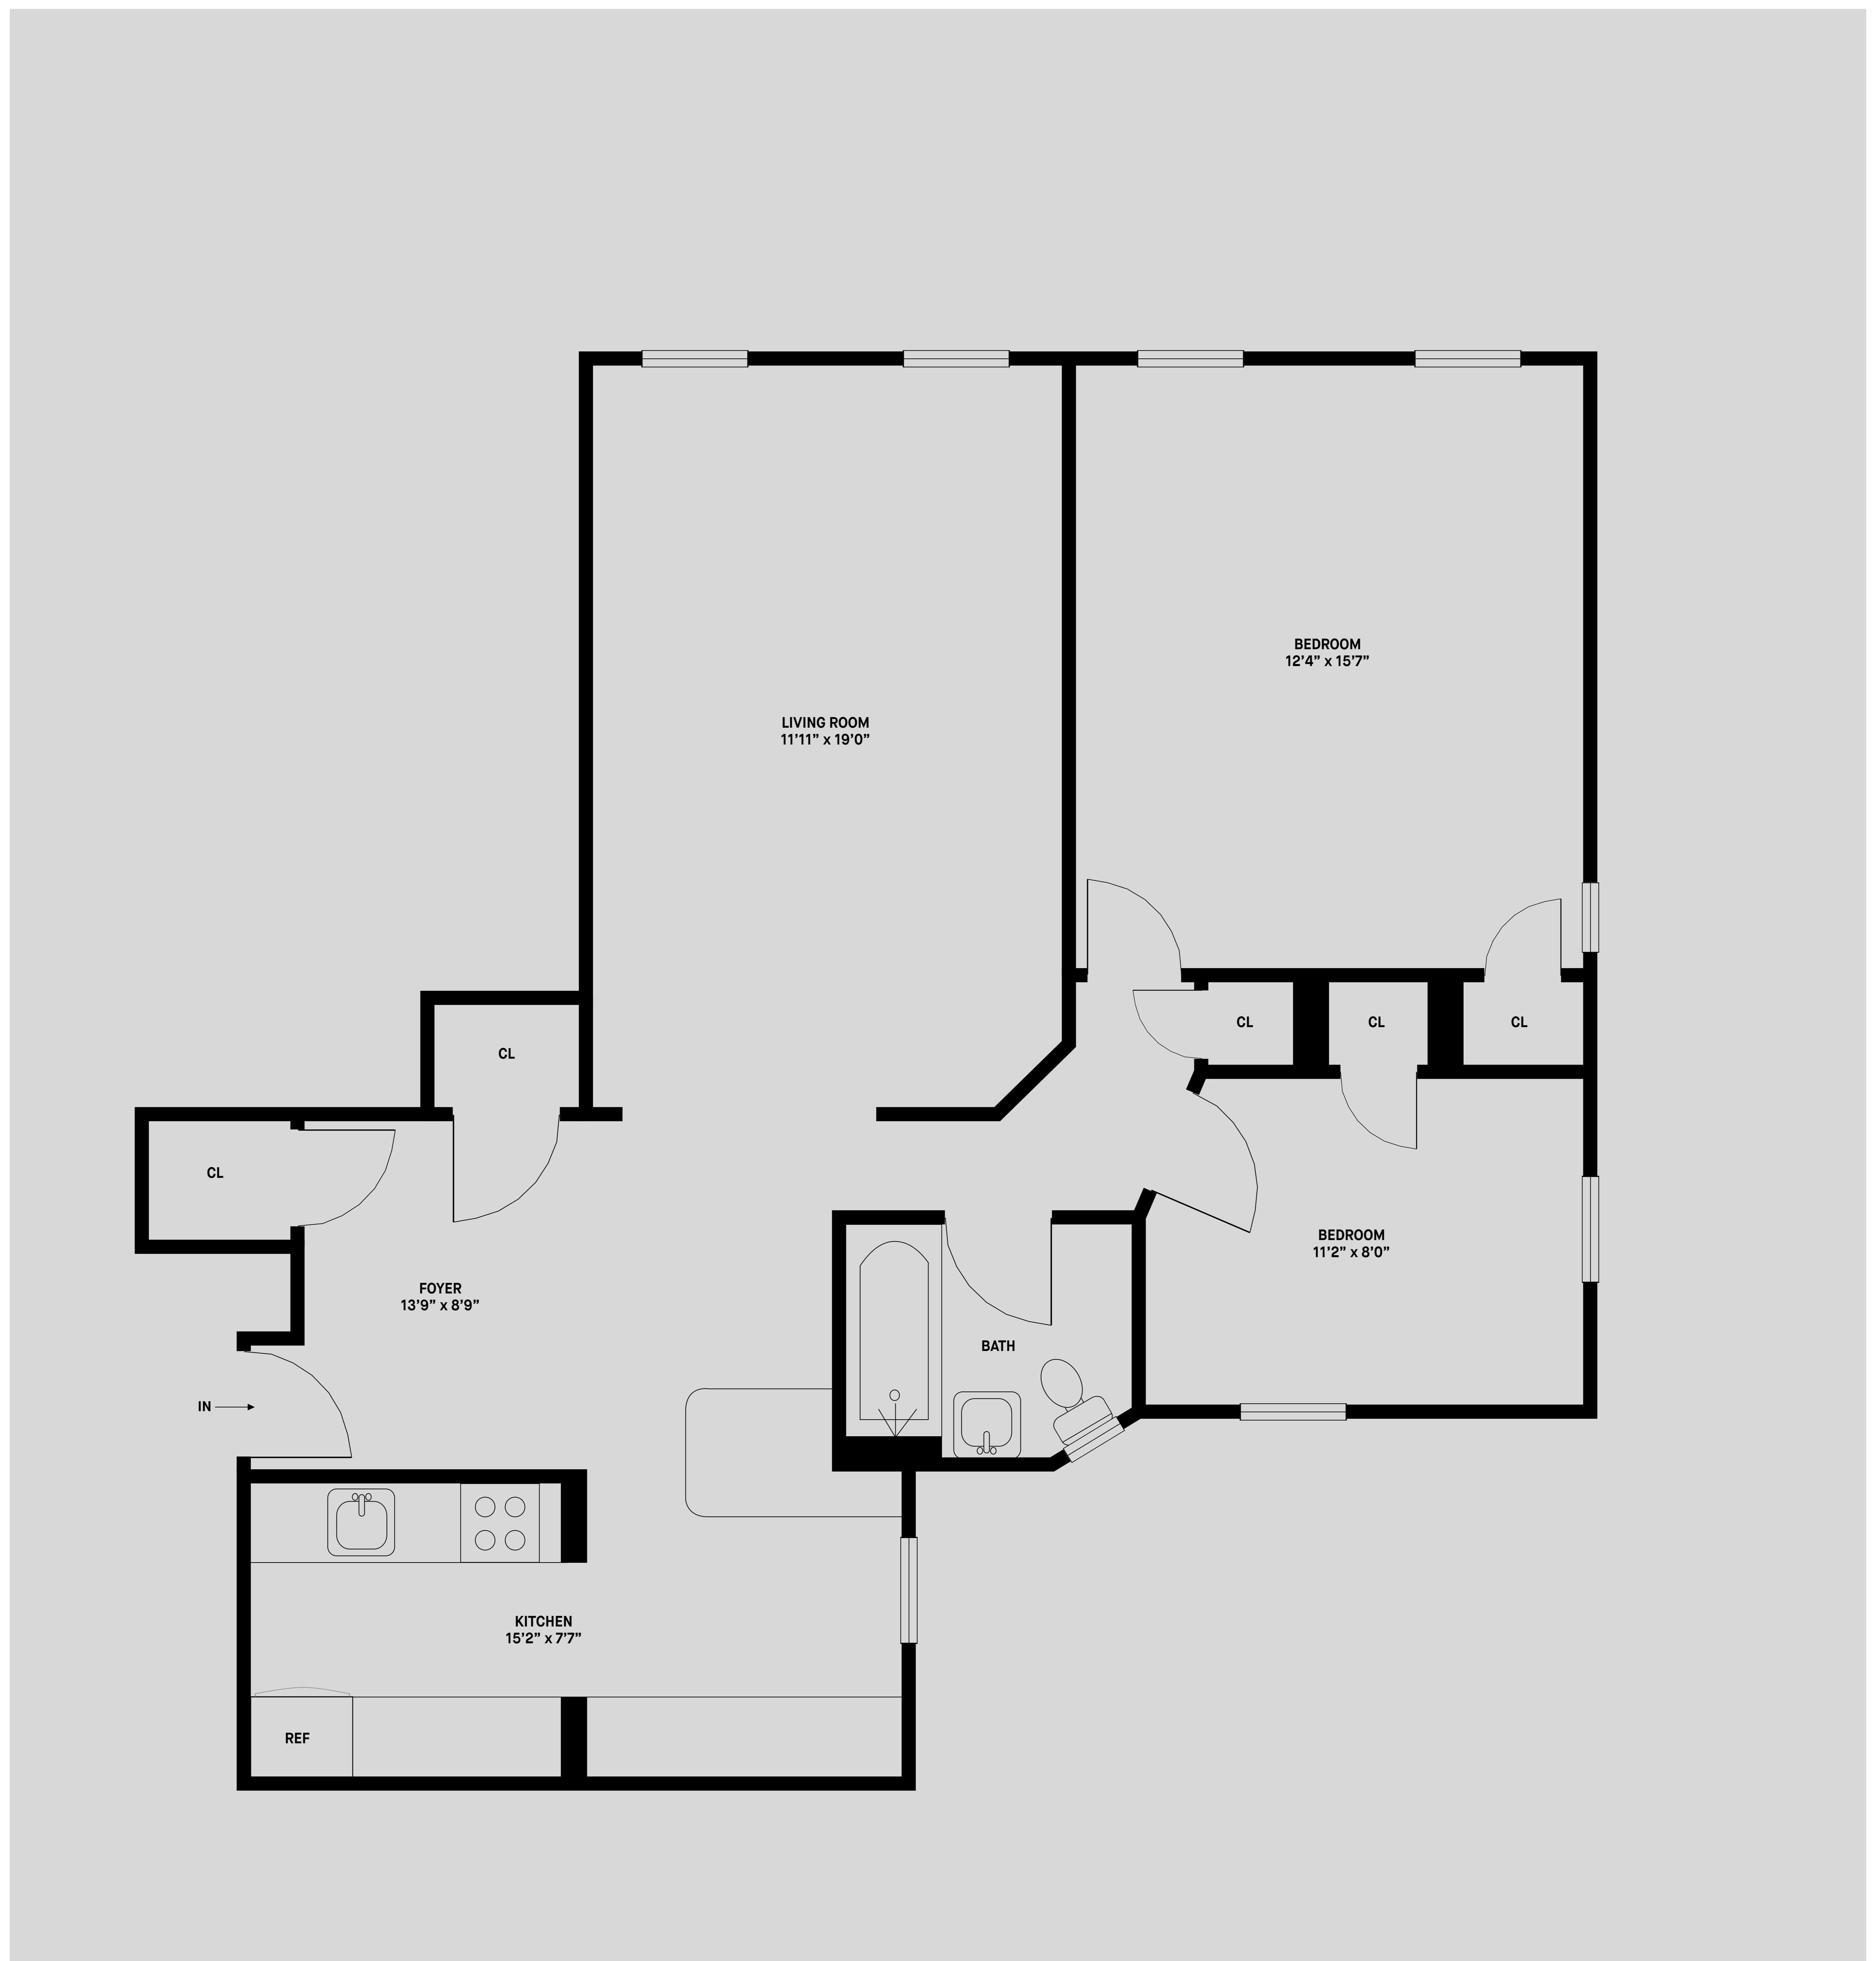 BEDROOM
12’4” x 15’7”
LIVING ROOM
11’11” x 19’0”
CL
CL
CL
CL
CL
BEDROOM
11’2” x 8’0”
FOYER
13’9” x 8’9”
BATH
IN
KITCHEN
15’2” x 7’7”
REF